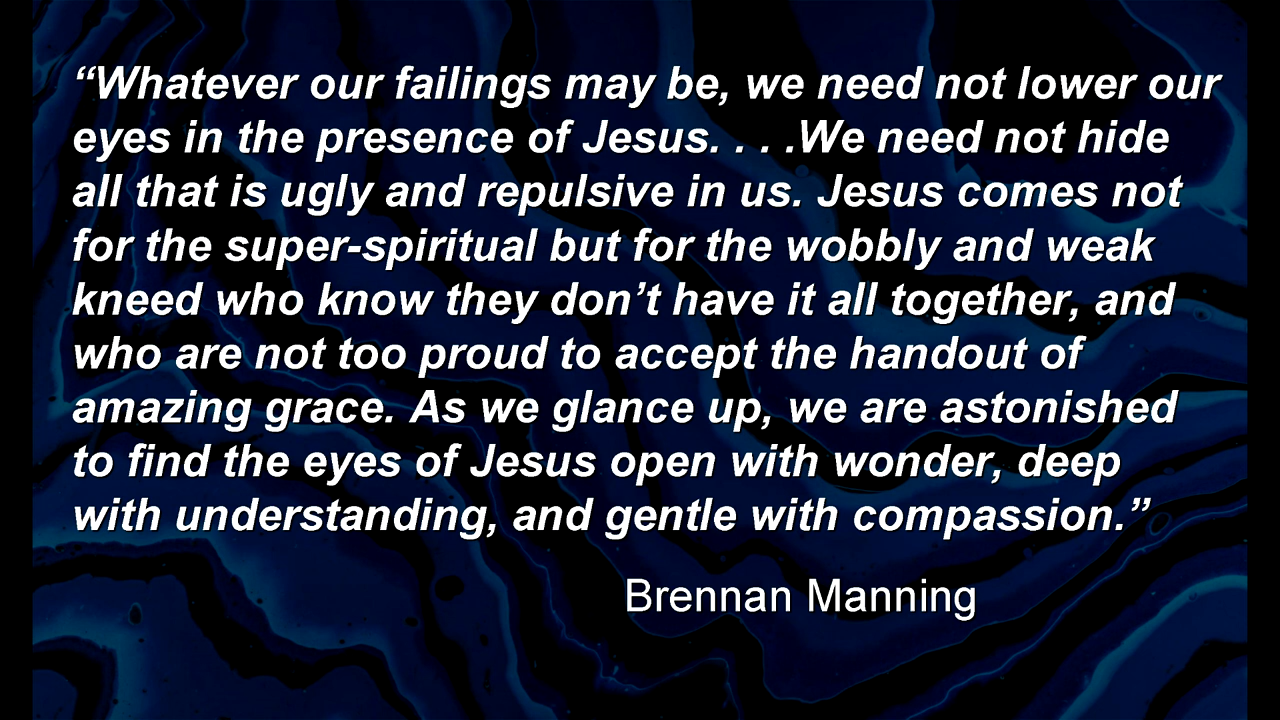 “Whatever our failings may be, we need not lower our
eyes in the presence of Jesus. . . .We need not hide
all that is ugly and repulsive in us. Jesus comes not
for the super-spiritual but for the wobbly and weak
kneed who know they don’t have it all together, and
who are not too proud to accept the handout of
amazing grace. As we glance up, we are astonished
to find the eyes of Jesus open with wonder, deep
with understanding, and gentle with compassion.”
Brennan Manning